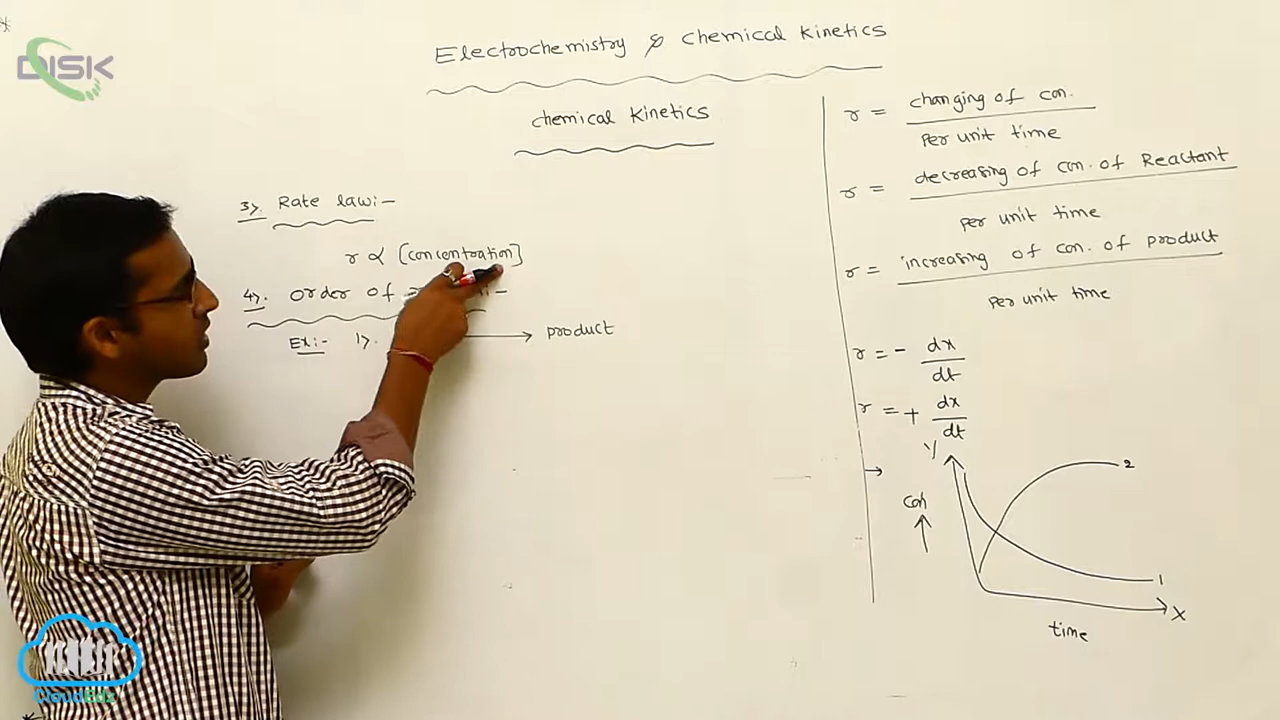 DISK
Electrochemistry & chemical kinetics
chemical kinetics
3>. Rate law:-
r ∝ [concentration]
4>. order of :-
Ex:- 1>. → product
r = changing of con. / per unit time
r = decreasing of con. of Reactant / per unit time
r = increasing of con. of product / per unit time
r = - dx/dt
r = + dx/dt
→ Y
2
con ↑
1
X
time
CloudEdz